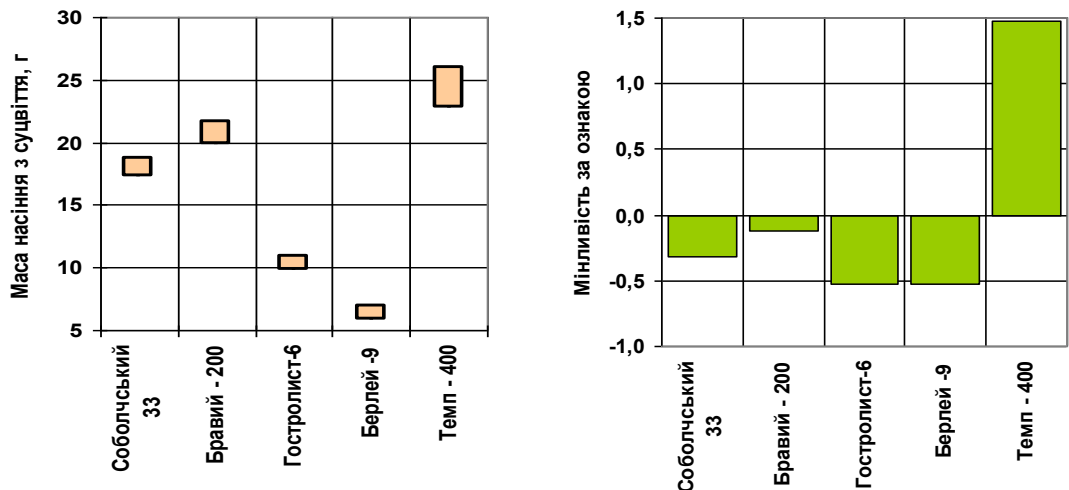 Маса насіння з суцвіття, г
30
25
20
15
10
5
Соболчський
33
Бравий - 200
Гостролист-6
Берлей -9
Темп - 400
Мінливість за ознакою
1,5
1,0
0,5
0,0
-0,5
-1,0
Соболчський
33
Бравий - 200
Гостролист-6
Берлей -9
Темп - 400